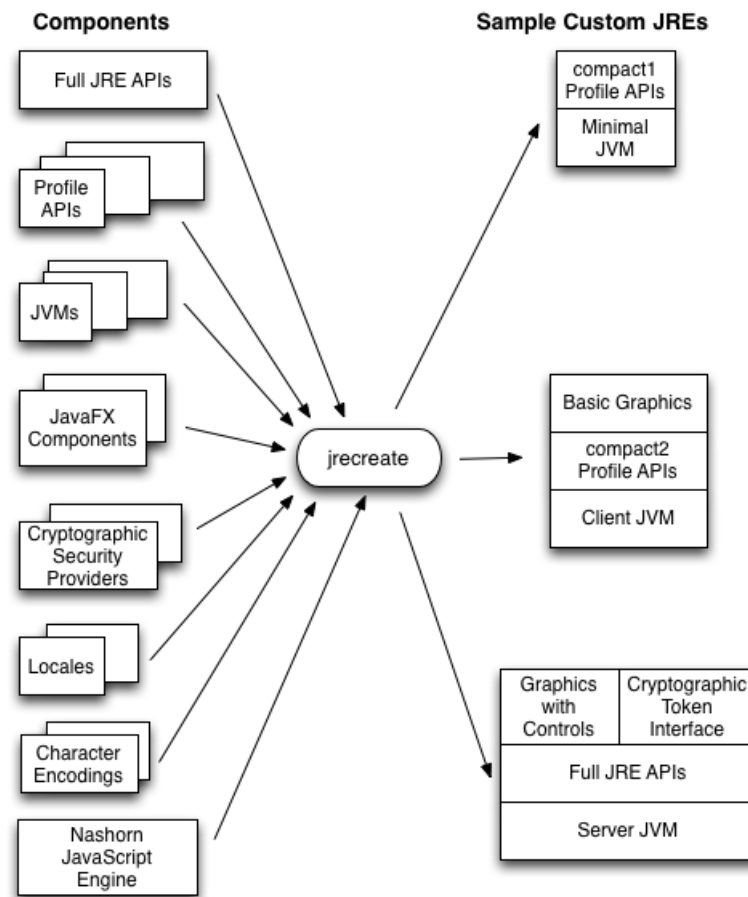 Components
Full JRE APIs
Profile
APIs
JVMs
JavaFX
Components
Cryptographic
Security
Providers
Locales
Character
Encodings
Nashorn
JavaScript
Engine
jrecreate
Sample Custom JREs
compact1
Profile APIs
Minimal
JVM
Basic Graphics
compact2
Profile APIs
Client JVM
Graphics
with
Controls
Cryptographic
Token
Interface
Full JRE APIs
Server JVM